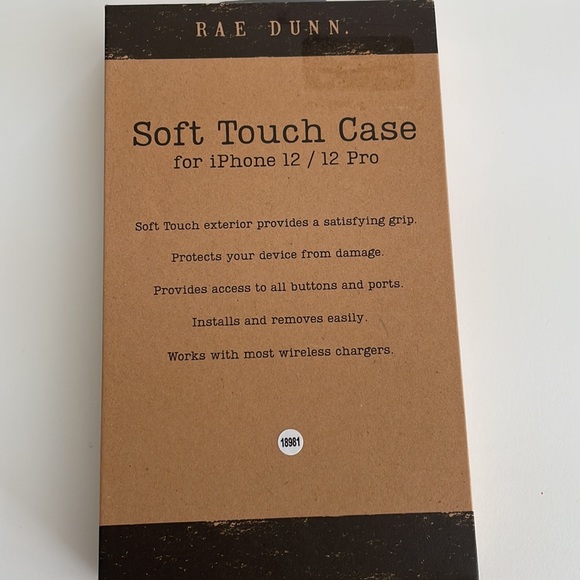 RAE DUNN.
Soft Touch Case
for iPhone 12 / 12 Pro
Soft Touch exterior provides a satisfying grip.
Protects your device from damage.
Provides access to all buttons and ports.
Installs and removes easily.
Works with most wireless chargers.
18981